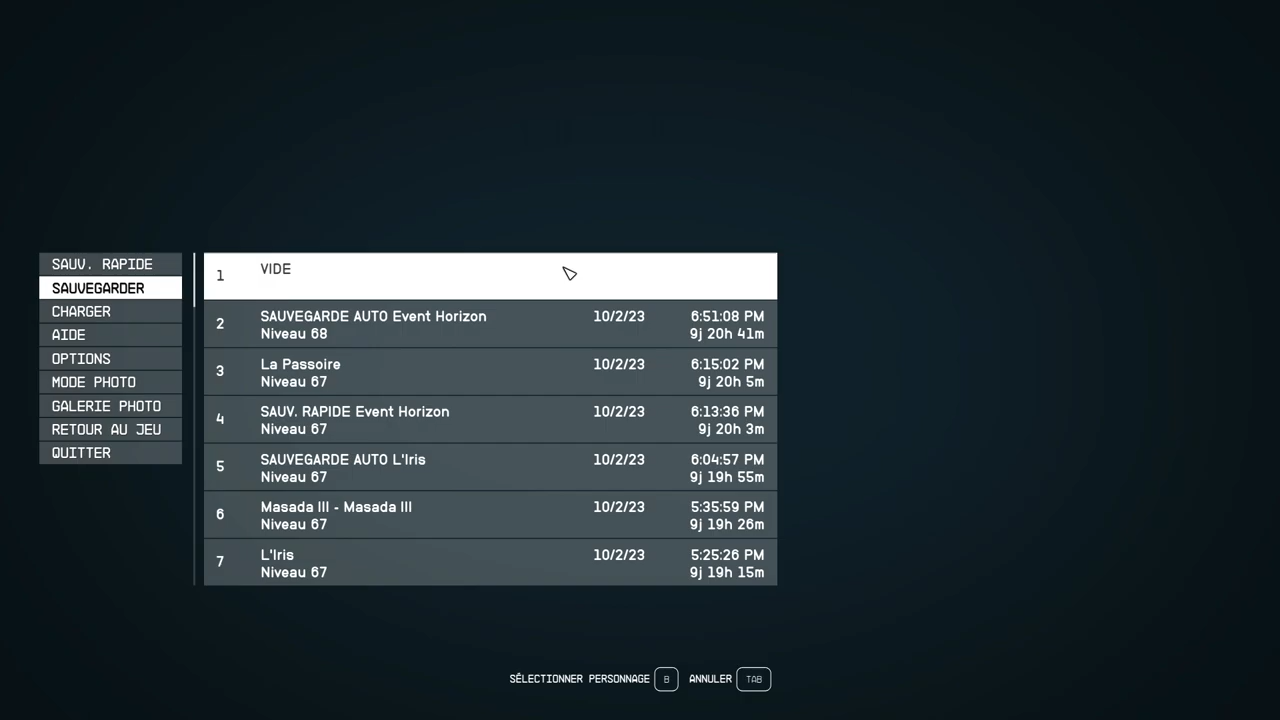 SAUV. RAPIDE
SAUVEGARDER
CHARGER
AIDE
OPTIONS
MODE PHOTO
GALERIE PHOTO
RETOUR AU JEU
QUITTER
1 VIDE
2 SAUVEGARDE AUTO Event Horizon 10/2/23 6:51:08 PM
Niveau 68 9j 20h 41m
3 La Passoire 10/2/23 6:15:02 PM
Niveau 67 9j 20h 5m
4 SAUV. RAPIDE Event Horizon 10/2/23 6:13:36 PM
Niveau 67 9j 20h 3m
5 SAUVEGARDE AUTO L'Iris 10/2/23 6:04:57 PM
Niveau 67 9j 19h 55m
6 Masada III - Masada III 10/2/23 5:35:59 PM
Niveau 67 9j 19h 26m
7 L'Iris 10/2/23 5:25:26 PM
Niveau 67 9j 19h 15m
SÉLECTIONNER PERSONNAGE B ANNULER TAB